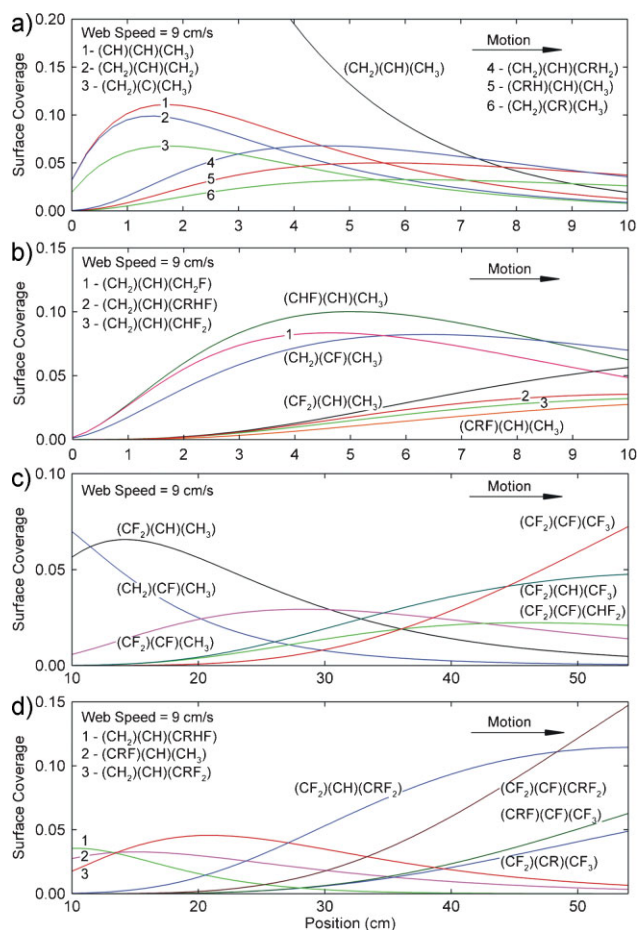 a)
Web Speed = 9 cm/s
1- (CH)(CH)(CH₃)
2- (CH₂)(CH)(CH₂)
3 - (CH₂)(C)(CH₃)
(CH₂)(CH)(CH₃)
Motion
4 - (CH₂)(CH)(CRH₂)
5 - (CRH)(CH)(CH₃)
6 - (CH₂)(CR)(CH₃)
Surface Coverage
0.20
0.15
0.10
0.05
0.00
1
2
3
4
5
6
0 1 2 3 4 5 6 7 8 9 10
b)
Web Speed = 9 cm/s
1 - (CH₂)(CH)(CH₂F)
2 - (CH₂)(CH)(CRHF)
3 - (CH₂)(CH)(CHF₂)
Motion
(CHF)(CH)(CH₃)
1
(CH₂)(CF)(CH₃)
(CF₂)(CH)(CH₃)
2
3
(CRF)(CH)(CH₃)
Surface Coverage
0.15
0.10
0.05
0.00
0 1 2 3 4 5 6 7 8 9 10
c)
Web Speed = 9 cm/s
Motion
(CF₂)(CH)(CH₃)
(CF₂)(CF)(CF₃)
(CH₂)(CF)(CH₃)
(CF₂)(CH)(CF₃)
(CF₂)(CF)(CHF₂)
(CF₂)(CF)(CH₃)
Surface Coverage
0.10
0.05
0.00
10 20 30 40 50
d)
Web Speed = 9 cm/s
1 - (CH₂)(CH)(CRHF)
2 - (CRF)(CH)(CH₃)
3 - (CH₂)(CH)(CRF₂)
Motion
(CF₂)(CH)(CRF₂)
(CF₂)(CF)(CRF₂)
(CRF)(CF)(CF₃)
(CF₂)(CR)(CF₃)
1
2
3
Surface Coverage
0.15
0.10
0.05
0.00
10 20 30 40 50
Position (cm)